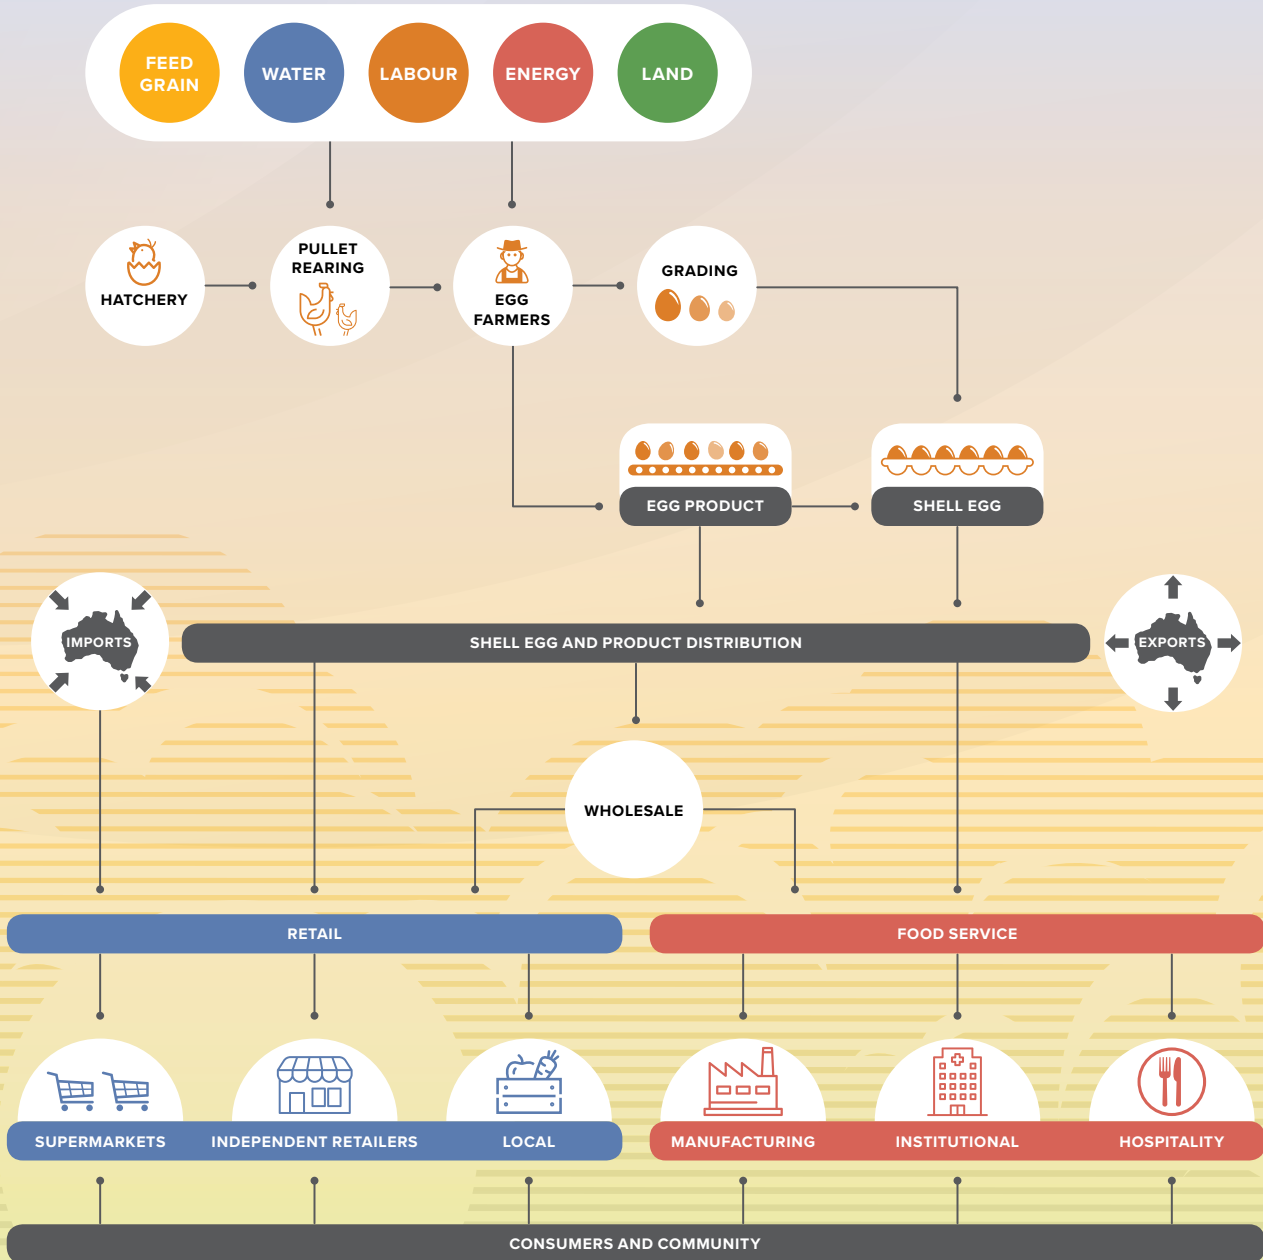 FEED
GRAIN
WATER
LABOUR
ENERGY
LAND
HATCHERY
PULLET
REARING
EGG
FARMERS
GRADING
EGG PRODUCT
SHELL EGG
IMPORTS
SHELL EGG AND PRODUCT DISTRIBUTION
EXPORTS
WHOLESALE
RETAIL
FOOD SERVICE
SUPERMARKETS
INDEPENDENT RETAILERS
LOCAL
MANUFACTURING
INSTITUTIONAL
HOSPITALITY
CONSUMERS AND COMMUNITY